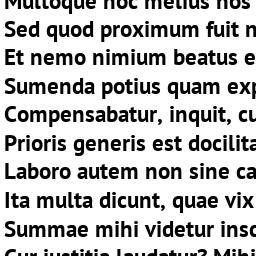 Multoque hoc melius nos
Sed quod proximum fuit n
Et nemo nimium beatus e
Sumenda potius quam exp
Compensabatur, inquit, cu
Prioris generis est docilita
Laboro autem non sine ca
Ita multa dicunt, quae vix
Summae mihi videtur insc
Cur iustitia laudatur? Mihi